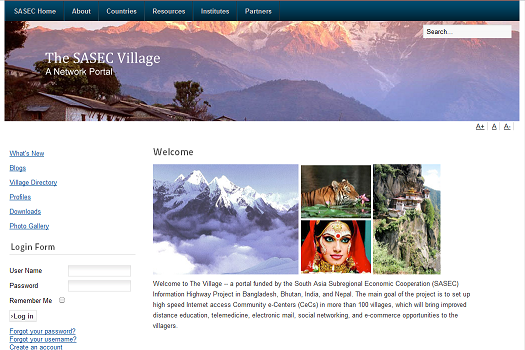 SASEC Home About Countries Resources Institutes Partners
Search...
The SASEC Village
A Network Portal
A+ | A | A-
What's New
Blogs
Village Directory
Profiles
Downloads
Photo Gallery
Login Form
User Name
Password
Remember Me
Log in
Forgot your password?
Forgot your username?
Create an account
Welcome
Welcome to The Village -- a portal funded by the South Asia Subregional Economic Cooperation (SASEC)
Information Highway Project in Bangladesh, Bhutan, India, and Nepal. The main goal of the project is to set up
high speed Internet access Community e-Centers (CeCs) in more than 100 villages, which will bring improved
distance education, telemedicine, electronic mail, social networking, and e-commerce opportunities to the
villagers.